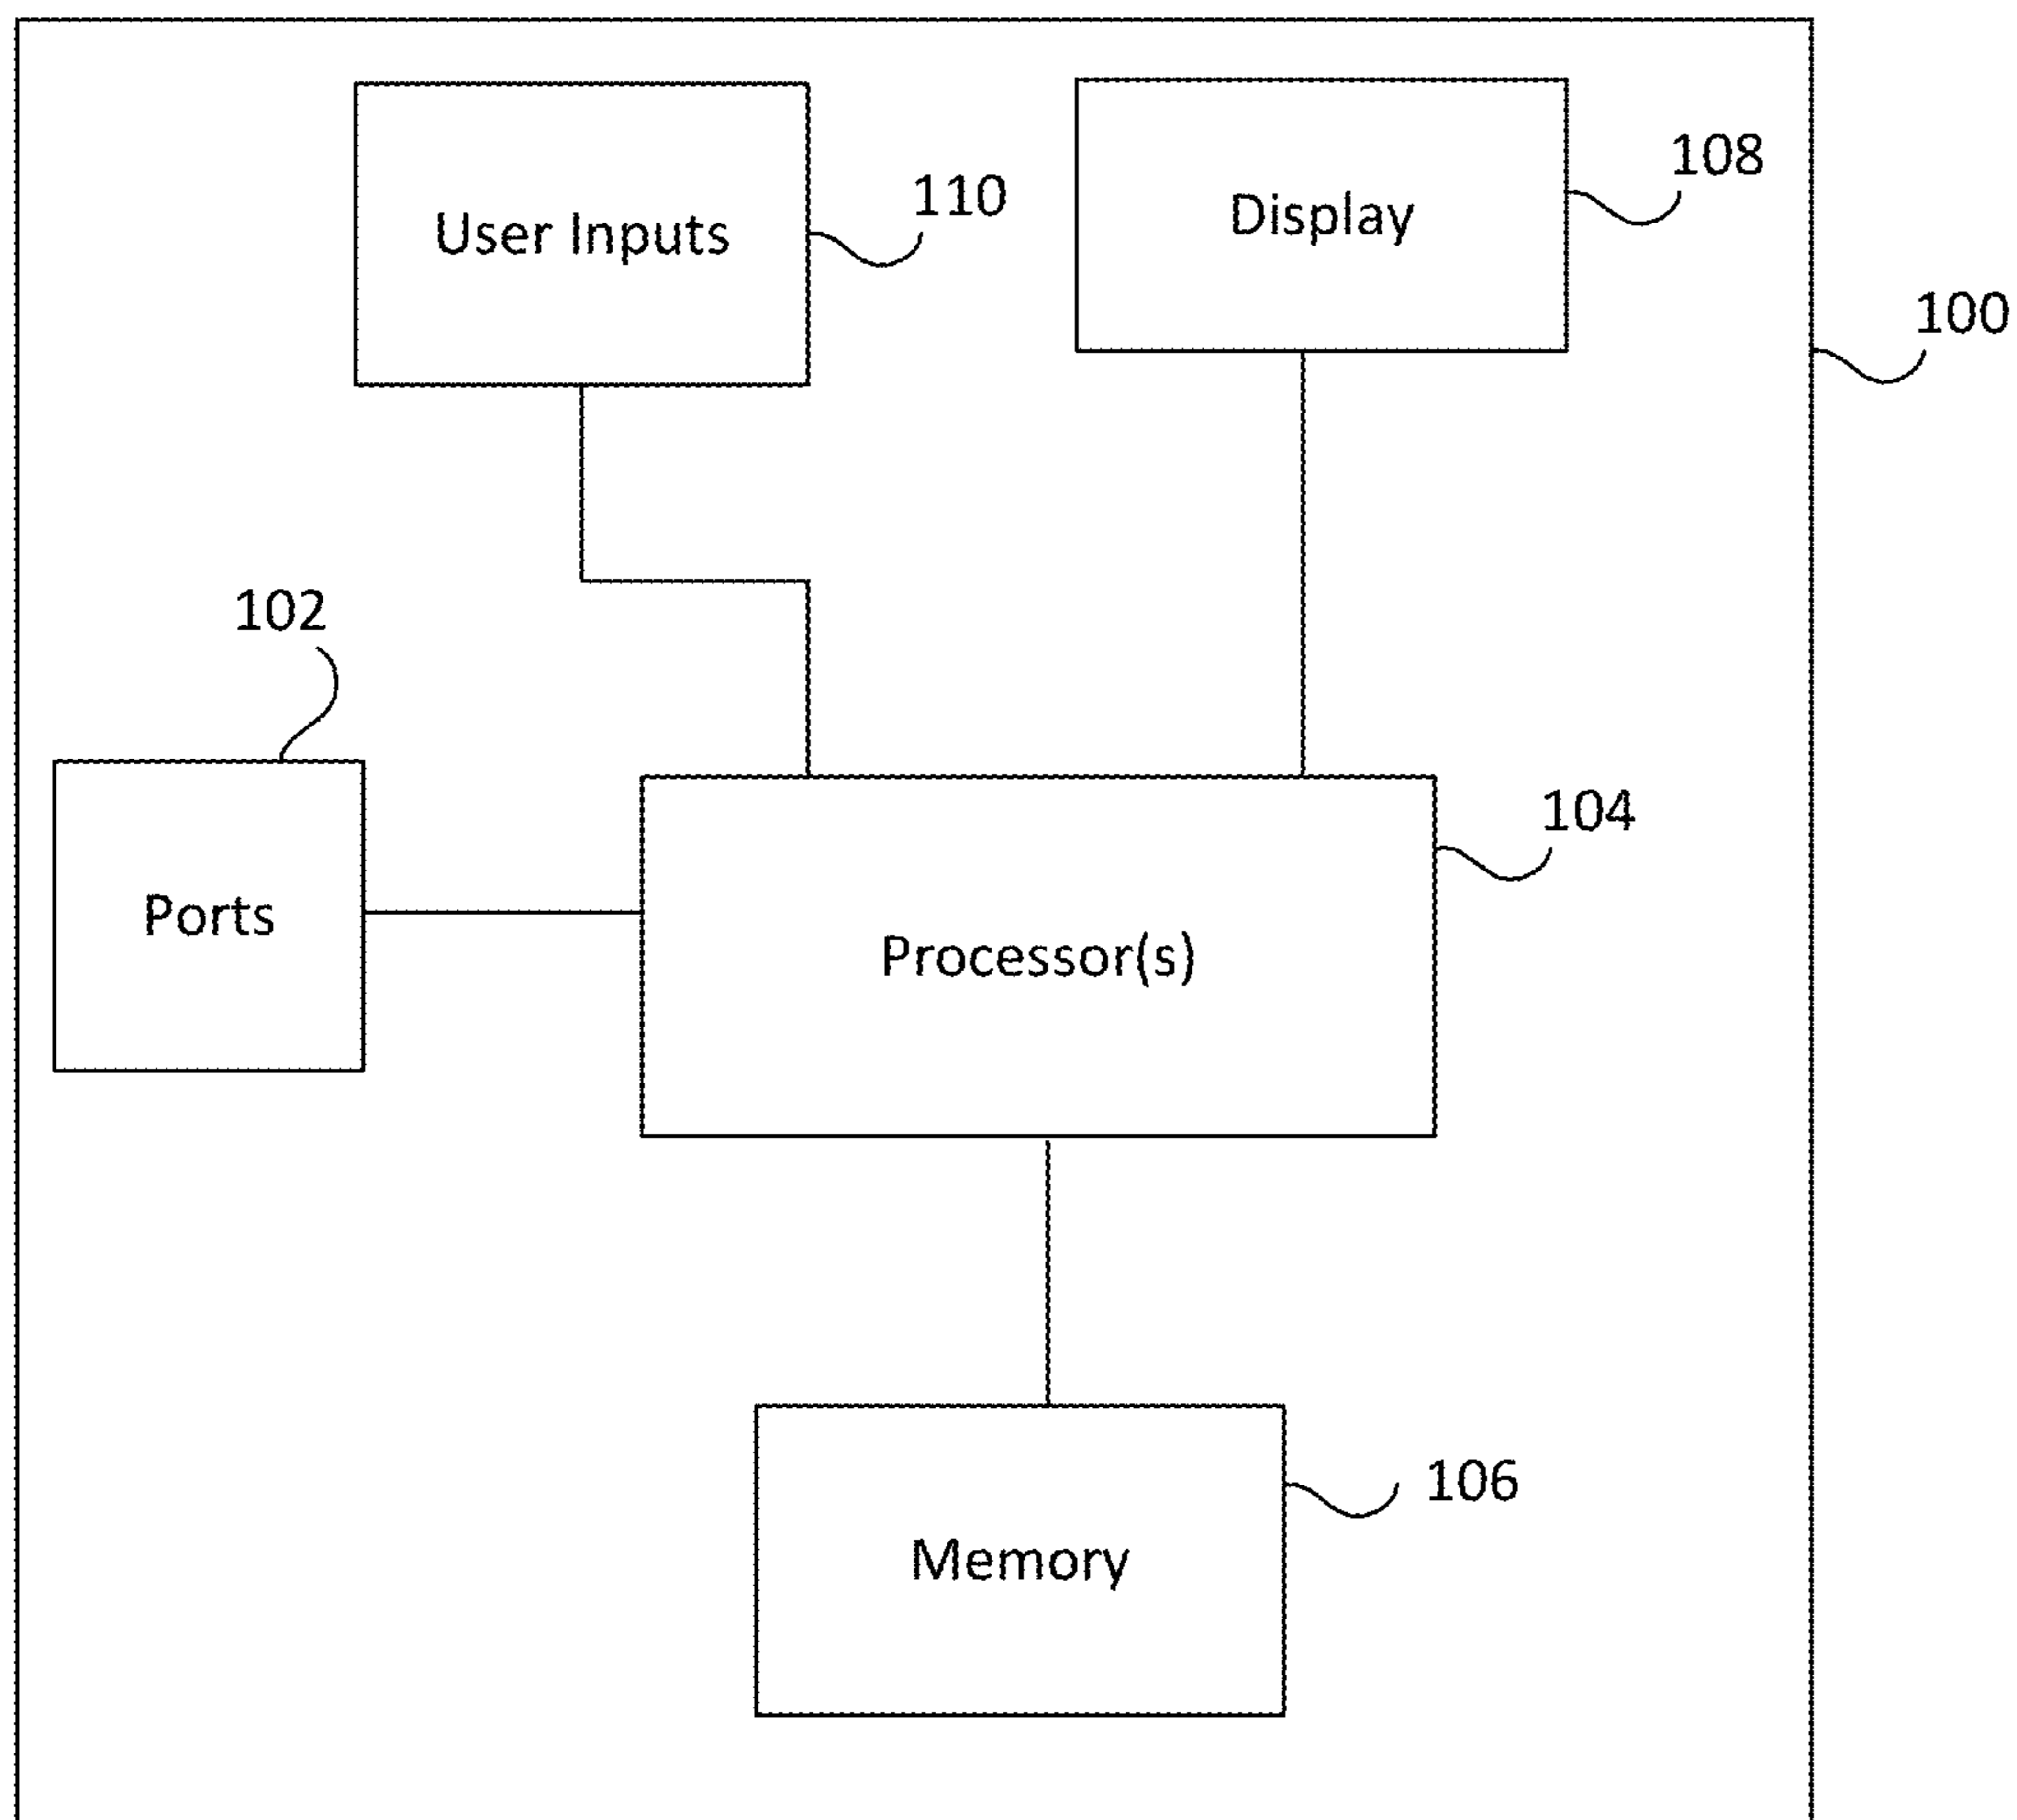 User Inputs
110
Display
108
100
102
Ports
104
Processor(s)
106
Memory